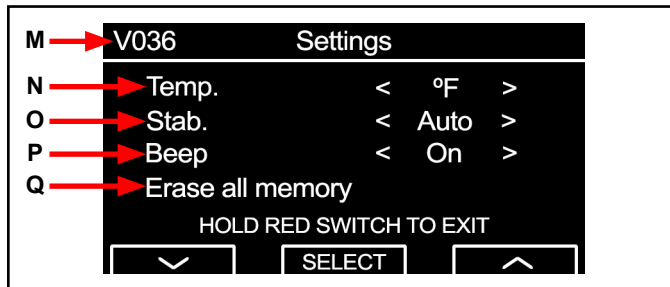 M V036 Settings
N Temp. < ºF >
O Stab. < Auto >
P Beep < On >
Q Erase all memory
HOLD RED SWITCH TO EXIT
SELECT